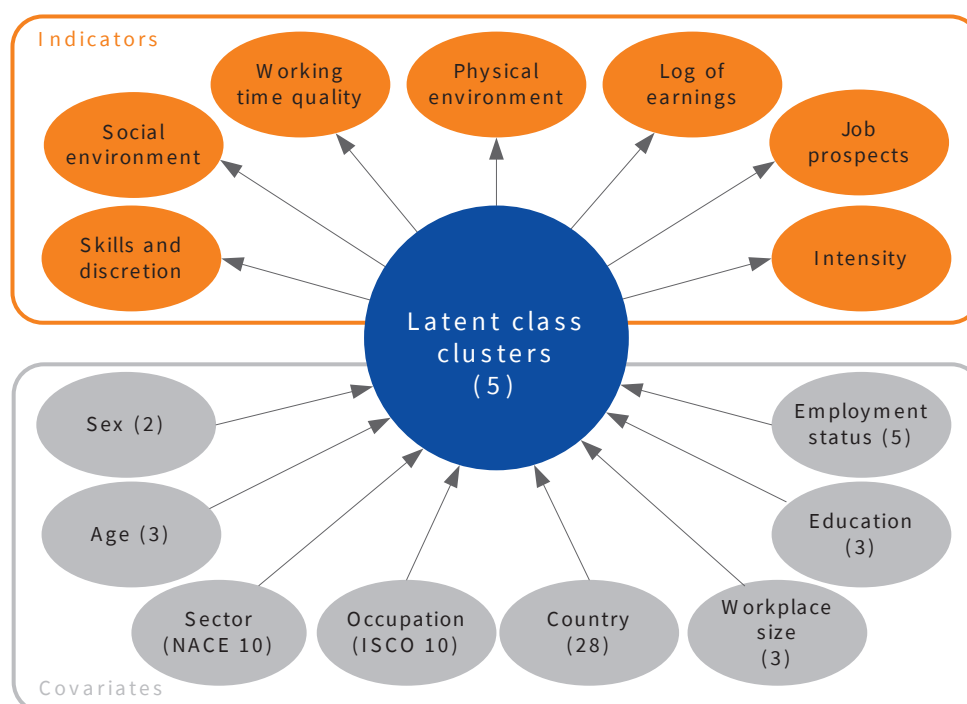 Indicators
Working
time quality
Physical
environment
Log of
earnings
Social
environment
Job
prospects
Skills and
discretion
Intensity
Latent class
clusters
(5)
Sex (2)
Employment
status (5)
Age (3)
Education
(3)
Sector
(NACE 10)
Occupation
(ISCO 10)
Country
(28)
Workplace
size
(3)
Covariates